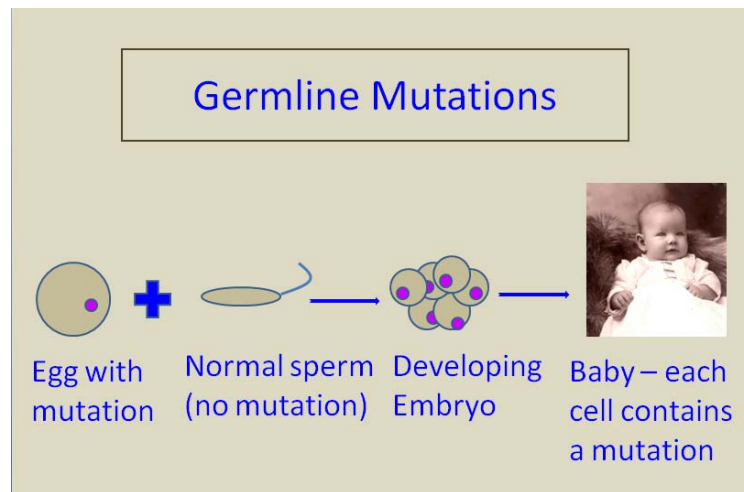 Germline Mutations
Egg with
mutation
Normal sperm
(no mutation)
Developing
Embryo
Baby – each
cell contains
a mutation